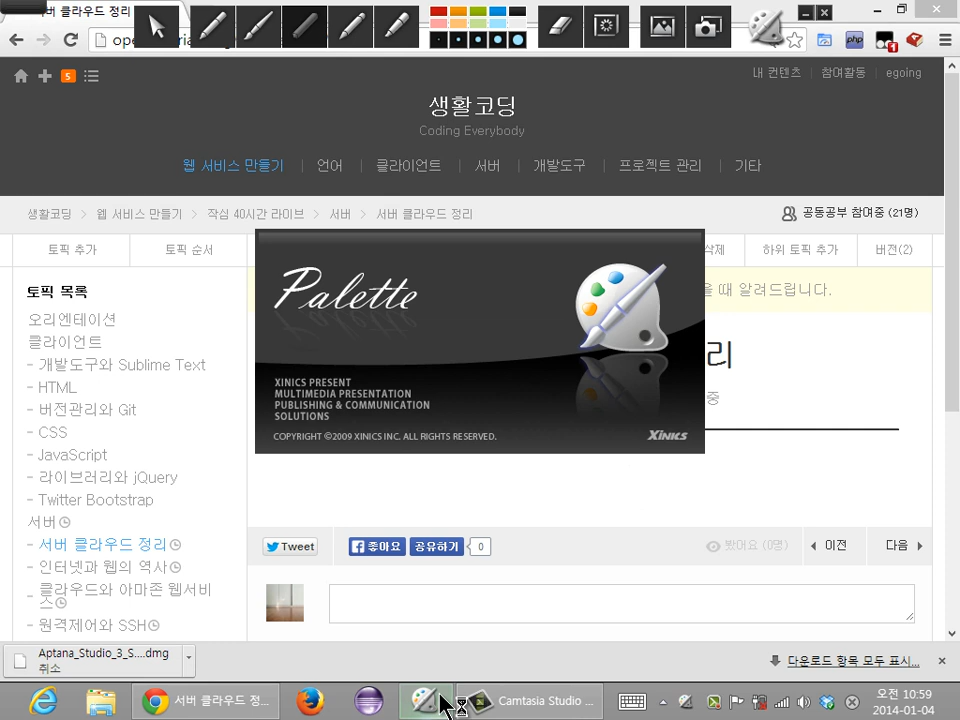 서버 클라우드 정리
ope
php
1
5
내 컨텐츠 | 참여활동 | egoing
생활코딩
Coding Everybody
웹 서비스 만들기 | 언어 | 클라이언트 | 서버 | 개발도구 | 프로젝트 관리 | 기타
생활코딩 > 웹 서비스 만들기 > 작심 40시간 라이브 > 서버 > 서버 클라우드 정리
공동공부 참여중 (21명)
토픽 추가
토픽 순서
삭제
하위 토픽 추가
버전(2)
토픽 목록
오리엔테이션
클라이언트
- 개발도구와 Sublime Text
- HTML
- 버전관리와 Git
- CSS
- JavaScript
- 라이브러리와 jQuery
- Twitter Bootstrap
서버
- 서버 클라우드 정리
- 인터넷과 웹의 역사
- 클라우드와 아마존 웹서비
스
- 원격제어와 SSH
때 알려드립니다.
리
중
Palette
XINICS PRESENT
MULTIMEDIA PRESENTATION
PUBLISHING & COMMUNICATION
SOLUTIONS
COPYRIGHT ©2009 XINICS INC. ALL RIGHTS RESERVED.
XINICS
Tweet
좋아요
공유하기
0
봤어요 (0명)
이전
다음
Aptana_Studio_3_S....dmg
취소
다운로드 항목 모두 표시...
서버 클라우드 정...
Camtasia Studio ...
오전 10:59
2014-01-04